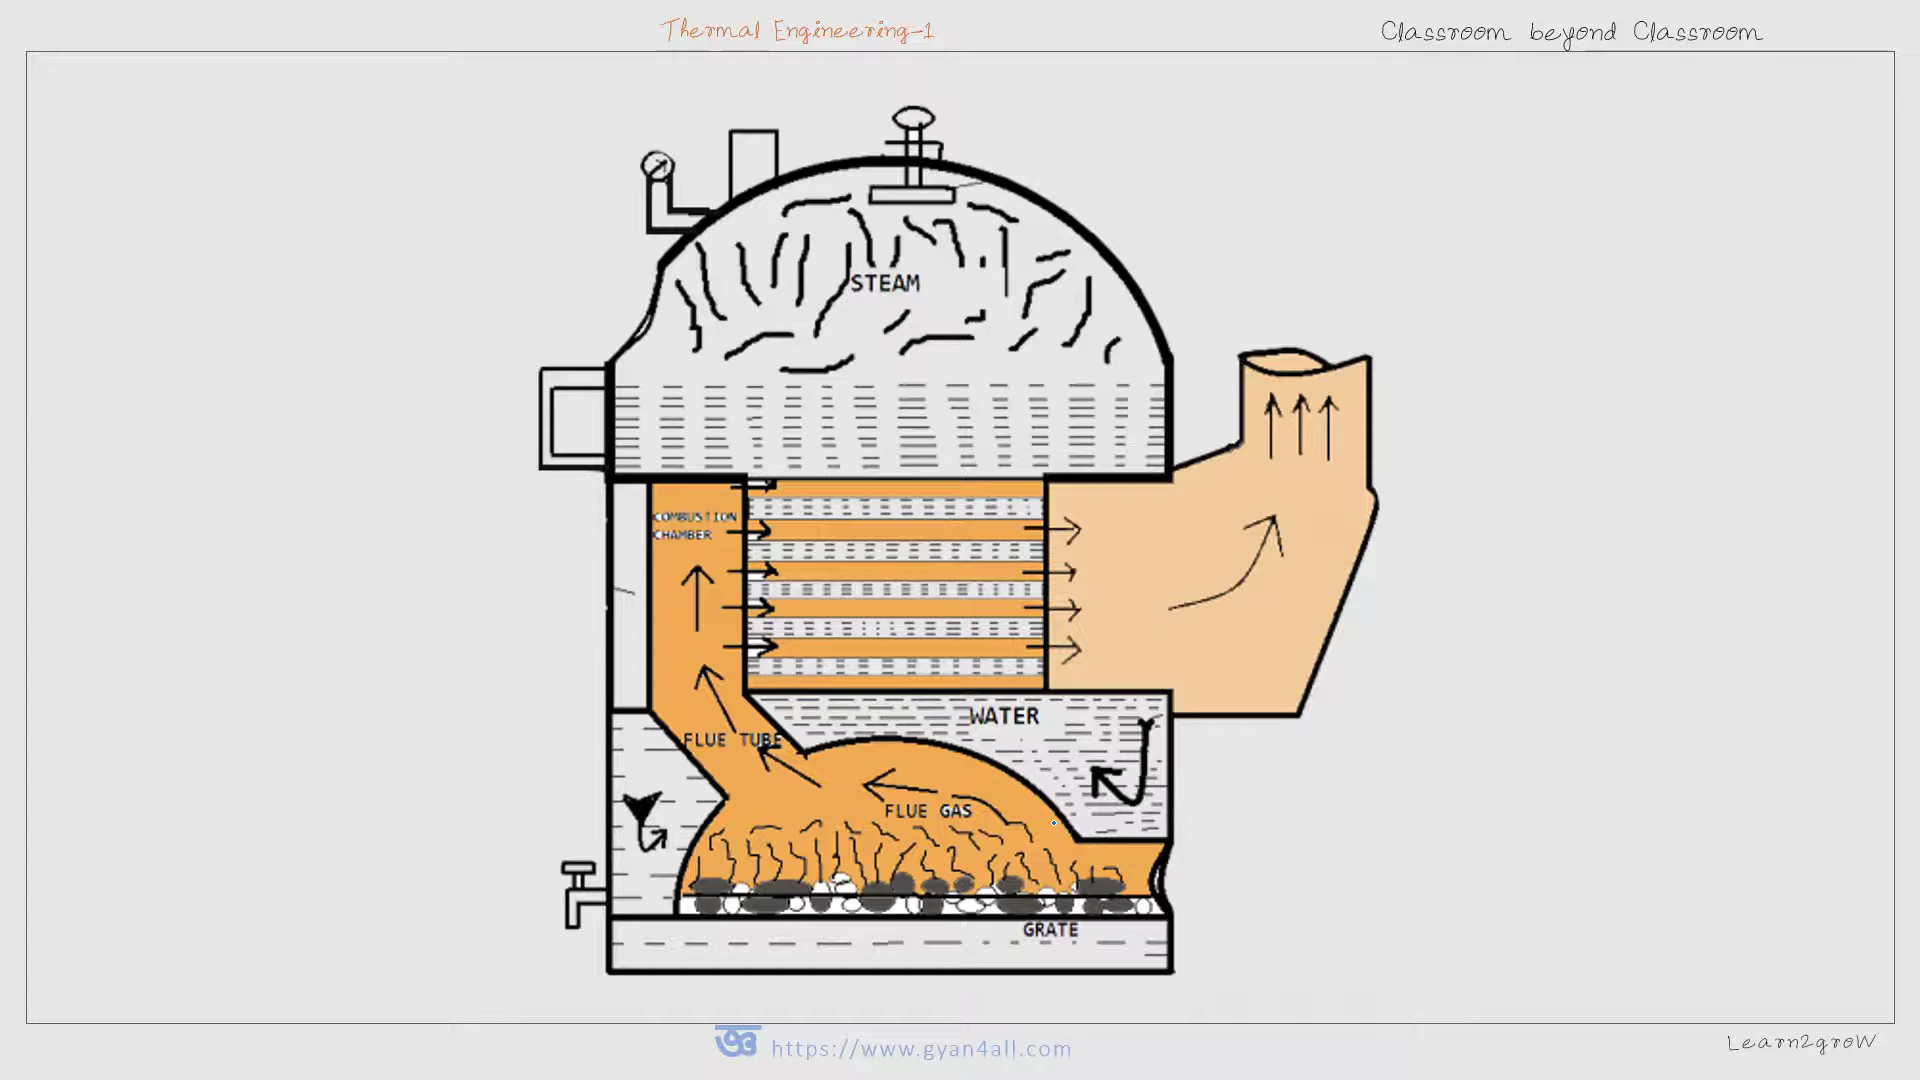 Thermal Engineering-1
Classroom beyond Classroom
STEAM
COMBUSTION
CHAMBER
WATER
FLUE TUBE
FLUE GAS
GRATE
https://www.gyan4all.com
Learn2groW